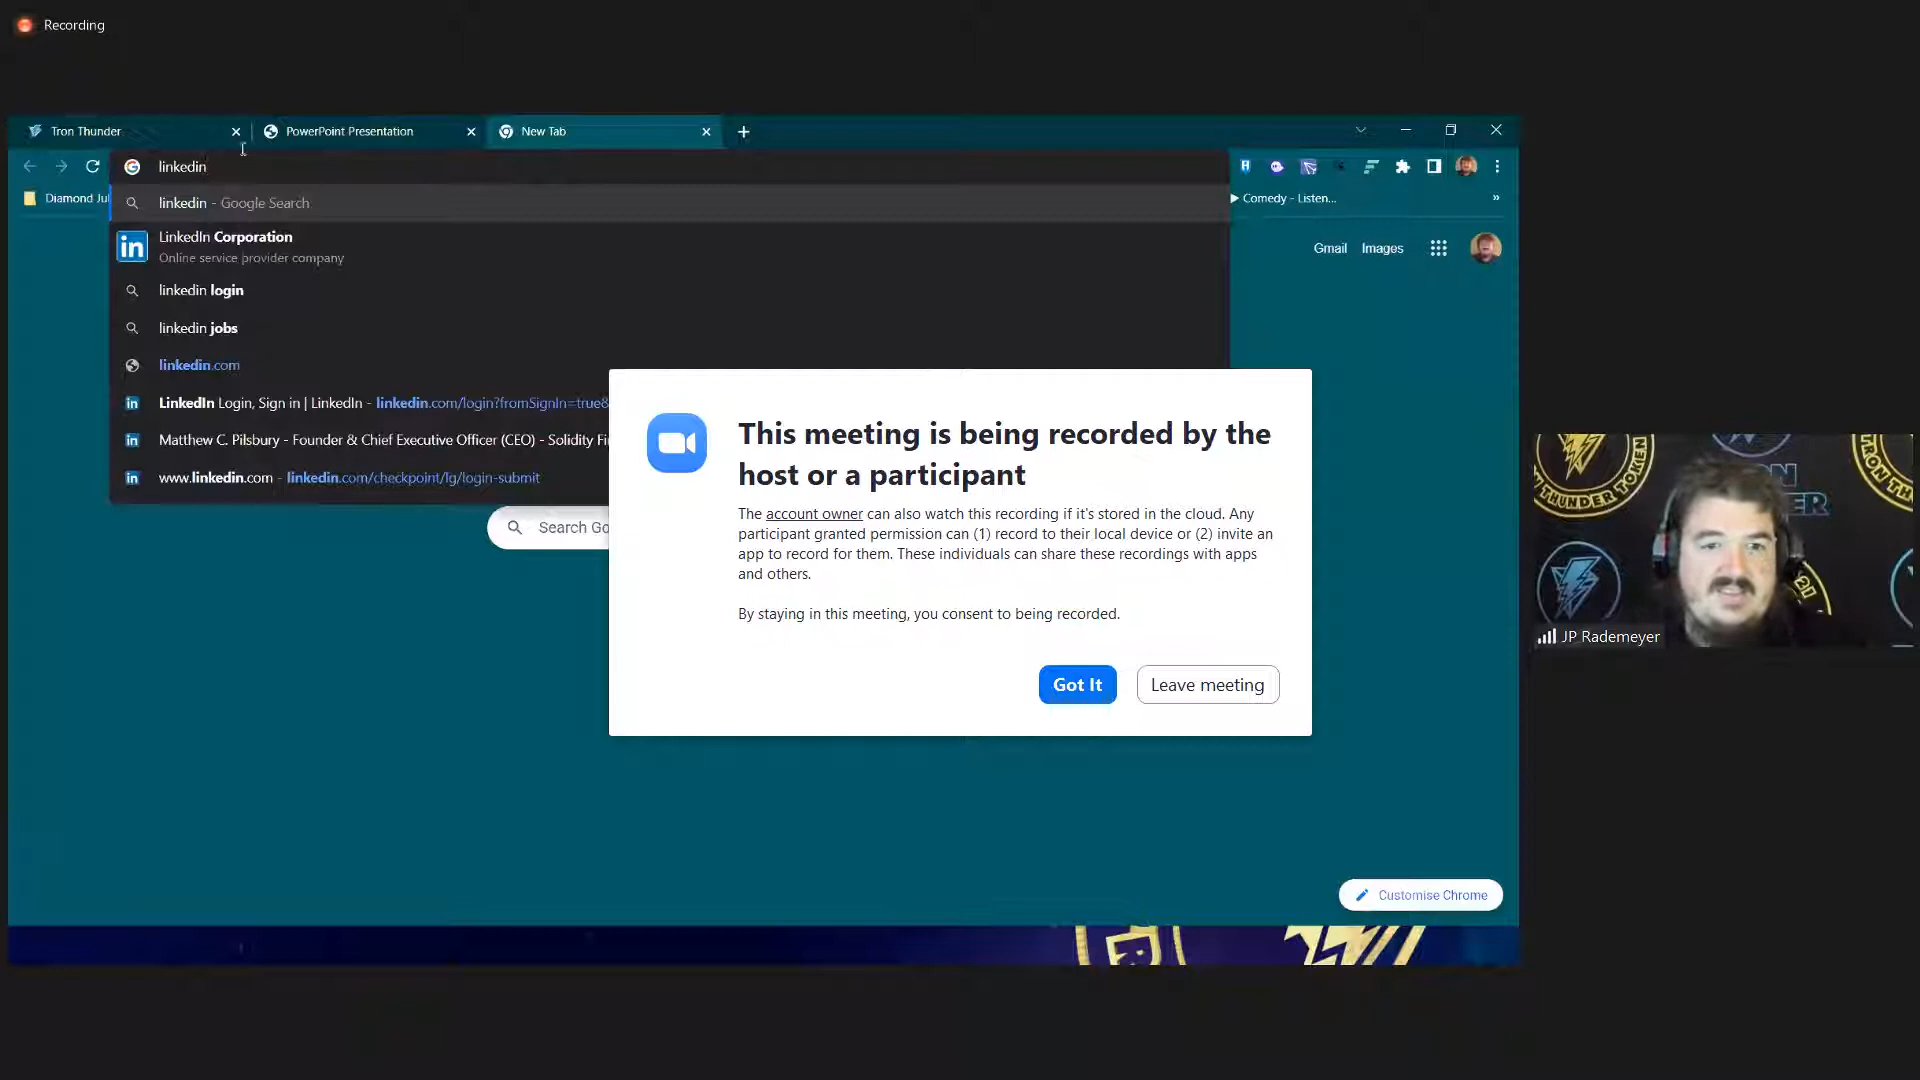 Recording
Tron Thunder
PowerPoint Presentation
New Tab
linkedin
Diamond Jul
linkedin - Google Search
Comedy - Listen...
»
LinkedIn Corporation
Online service provider company
Gmail Images
linkedin login
linkedin jobs
linkedin.com
LinkedIn Login, Sign in | LinkedIn - linkedin.com/login?fromSignIn=true&
Matthew C. Pilsbury - Founder & Chief Executive Officer (CEO) - Solidity Fi
www.linkedin.com - linkedin.com/checkpoint/lg/login-submit
Search Go
This meeting is being recorded by the
host or a participant
The account owner can also watch this recording if it's stored in the cloud. Any
participant granted permission can (1) record to their local device or (2) invite an
app to record for them. These individuals can share these recordings with apps
and others.
By staying in this meeting, you consent to being recorded.
Got It
Leave meeting
THUNDER TOKEN
JP Rademeyer
Customise Chrome